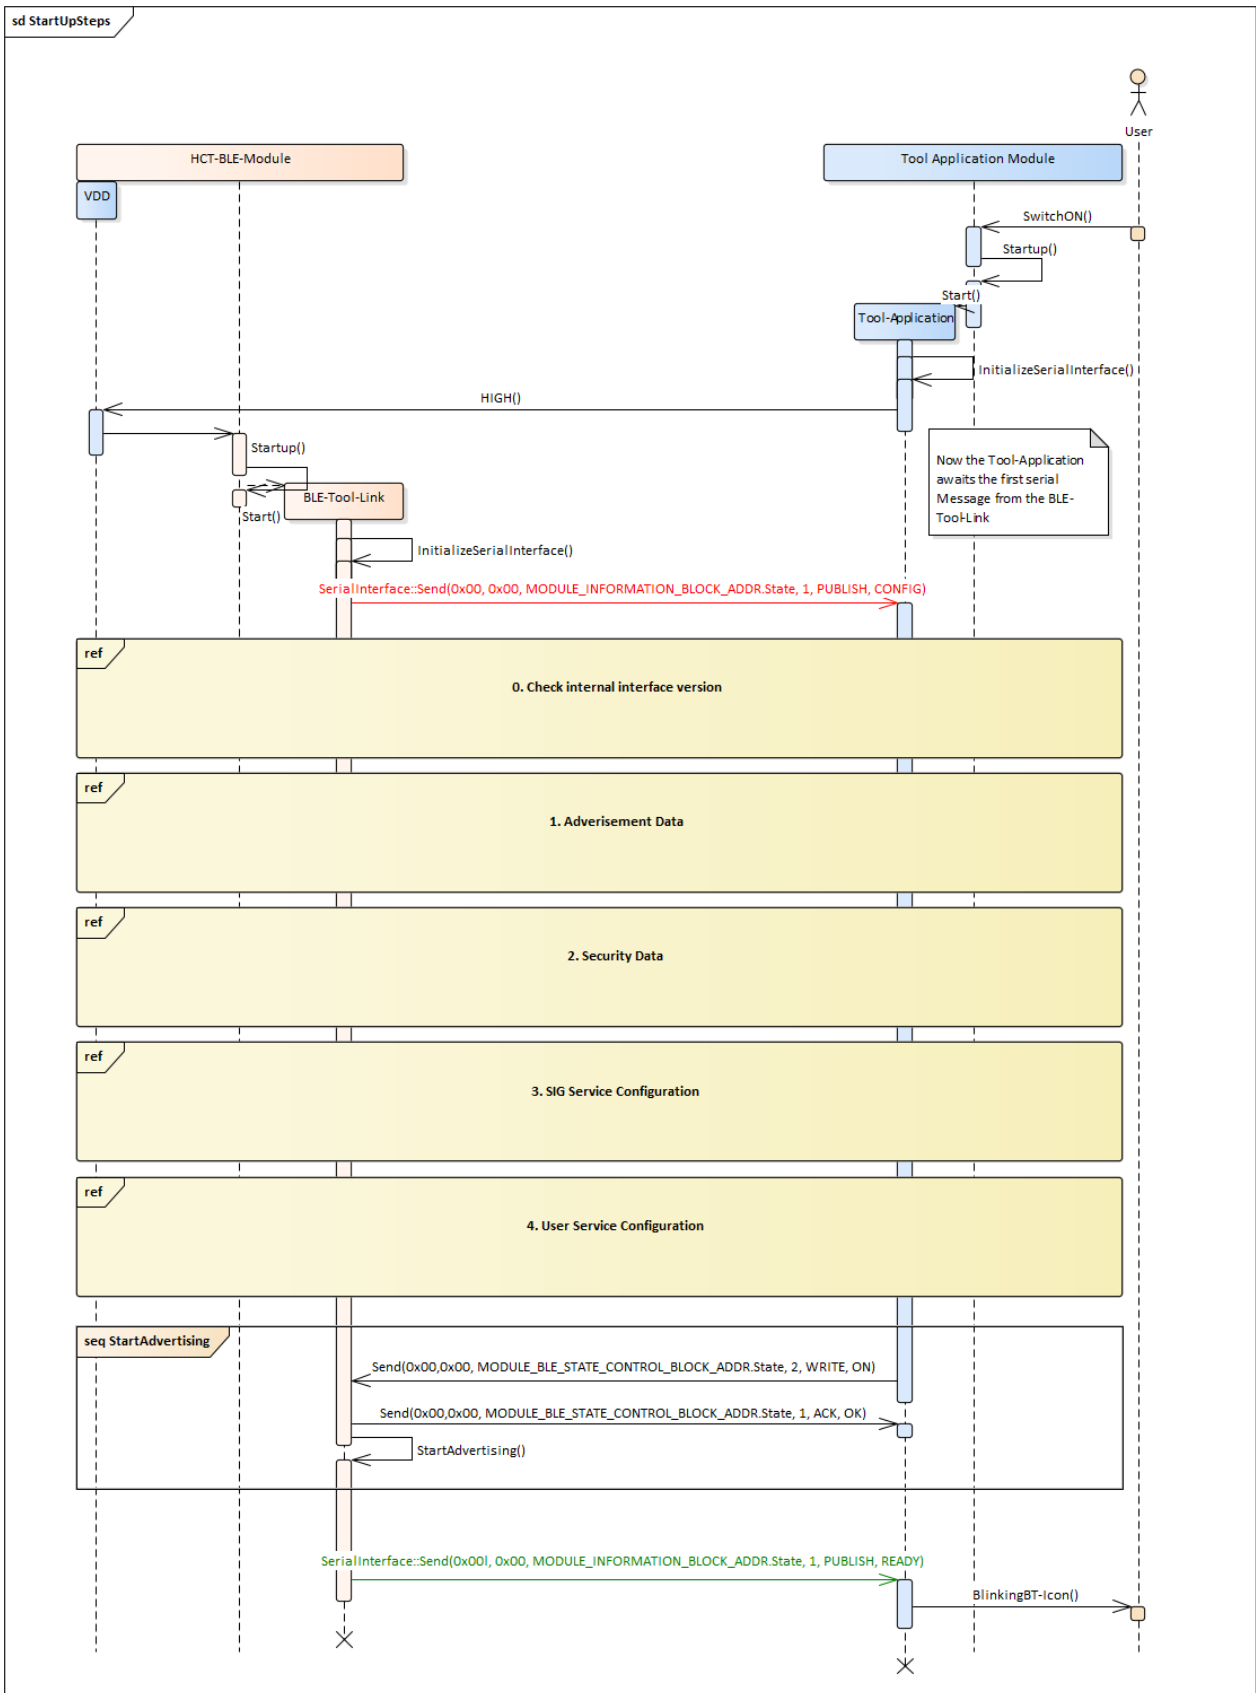 sd StartUpSteps
User
HCT-BLE-Module
Tool Application Module
VDD
SwitchON()
Startup()
Start()
Tool-Application
InitializeSerialInterface()
HIGH()
Startup()
Now the Tool-Application
awaits the first serial
Message from the BLE-
Tool-Link
BLE-Tool-Link
Start()
InitializeSerialInterface()
SerialInterface::Send(0x00, 0x00, MODULE_INFORMATION_BLOCK_ADDR.State, 1, PUBLISH, CONFIG)
ref
0. Check internal interface version
ref
1. Adverisement Data
ref
2. Security Data
ref
3. SIG Service Configuration
ref
4. User Service Configuration
seq StartAdvertising
Send(0x00,0x00, MODULE_BLE_STATE_CONTROL_BLOCK_ADDR.State, 2, WRITE, ON)
Send(0x00,0x00, MODULE_BLE_STATE_CONTROL_BLOCK_ADDR.State, 1, ACK, OK)
StartAdvertising()
SerialInterface::Send(0x00l, 0x00, MODULE_INFORMATION_BLOCK_ADDR.State, 1, PUBLISH, READY)
BlinkingBT-Icon()